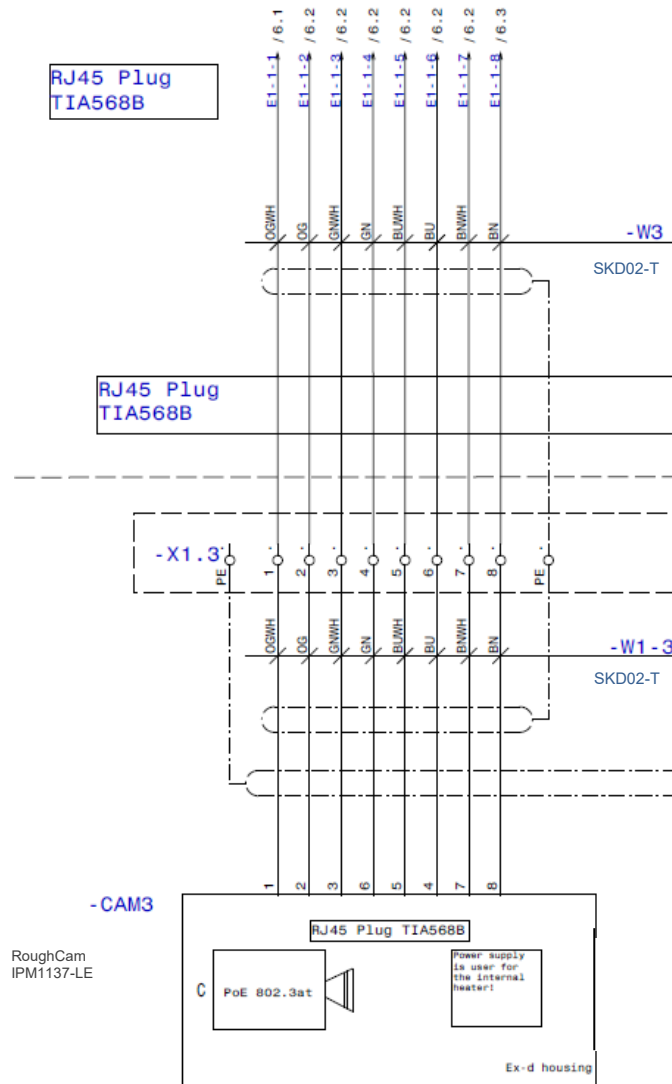 /6.1 /6.2 /6.2 /6.2 /6.2 /6.2 /6.2 /6.3
RJ45 Plug
TIA568B
E1-1-1 E1-1-2 E1-1-3 E1-1-4 E1-1-5 E1-1-6 E1-1-7 E1-1-8
OGWH OG GNWH GN BUWH BU BNWH BN
-W3
SKD02-T
RJ45 Plug
TIA568B
-X1.3
PE 1 2 3 4 5 6 7 8 PE
OGWH OG GNWH GN BUWH BU BNWH BN
-W1-3
SKD02-T
1 2 3 6 5 4 7 8
-CAM3
RJ45 Plug TIA568B
RoughCam
IPM1137-LE
C
PoE 802.3at
Power supply
is user for
the internal
heater!
Ex-d housing